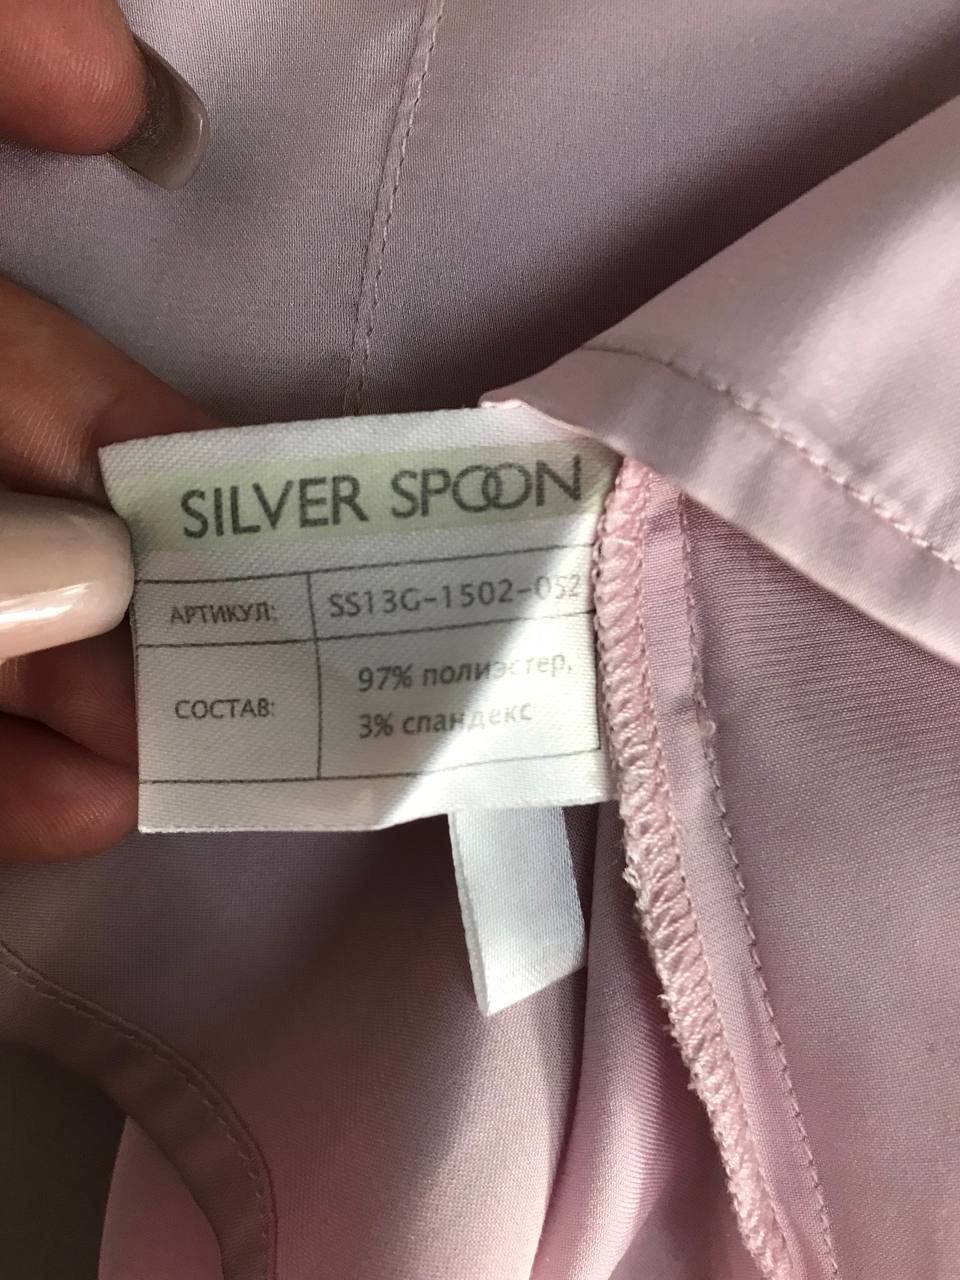 SILVER SPOON
АРТИКУЛ: SS13G-1502-052
97% полиэстер,
СОСТАВ:
3% спандекс